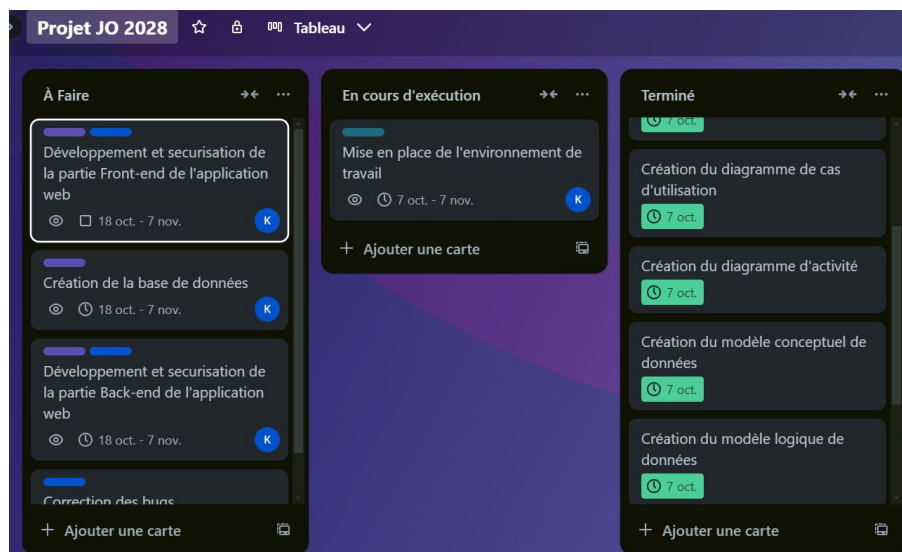 Projet JO 2028
Tableau
À Faire
Développement et securisation de
la partie Front-end de l'application
web
18 oct. - 7 nov.
K
Création de la base de données
18 oct. - 7 nov.
K
Développement et securisation de
la partie Back-end de l'application
web
18 oct. - 7 nov.
K
Correction des bugs
+ Ajouter une carte
En cours d'exécution
Mise en place de l'environnement de
travail
7 oct. - 7 nov.
K
+ Ajouter une carte
Terminé
7 oct.
Création du diagramme de cas
d'utilisation
7 oct.
Création du diagramme d'activité
7 oct.
Création du modèle conceptuel de
données
7 oct.
Création du modèle logique de
données
7 oct.
+ Ajouter une carte